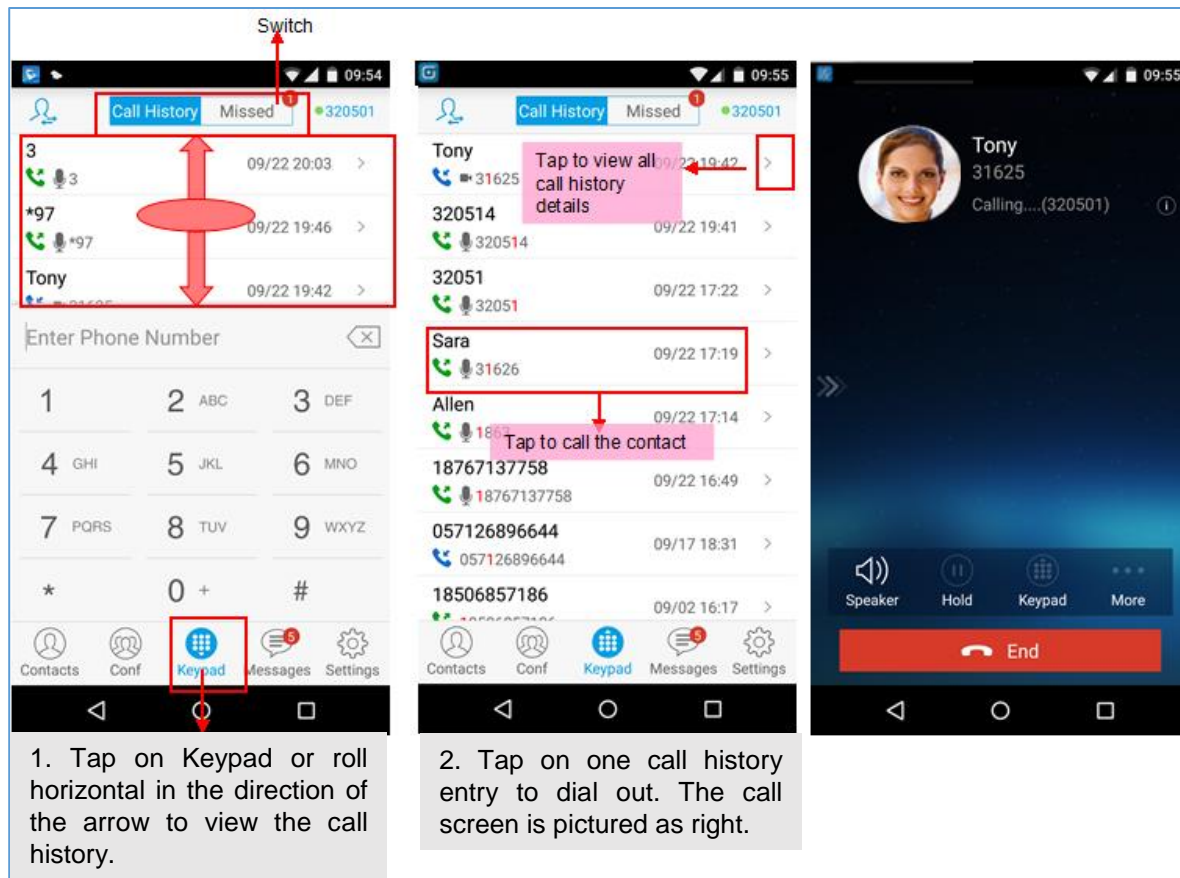 Switch
09:54
Call History Missed 1 320501
3
3
09/22 20:03
*97
*97
09/22 19:46
Tony
09/22 19:42
Enter Phone Number
1
2 ABC
3 DEF
4 GHI
5 JKL
6 MNO
7 PQRS
8 TUV
9 WXYZ
*
0 +
#
5
Contacts Conf Keypad Messages Settings
1. Tap on Keypad or roll
horizontal in the direction of
the arrow to view the call
history.
09:55
Call History Missed 1 320501
Tony
31625
09/22 19:42
Tap to view all
call history
details
320514
320514
09/22 19:41
32051
32051
09/22 17:22
Sara
31626
09/22 17:19
Allen
1863
09/22 17:14
Tap to call the contact
18767137758
18767137758
09/22 16:49
057126896644
057126896644
09/17 18:31
18506857186
09/02 16:17
5
Contacts Conf Keypad Messages Settings
2. Tap on one call history
entry to dial out. The call
screen is pictured as right.
09:55
Tony
31625
Calling....(320501)
Speaker Hold Keypad More
End